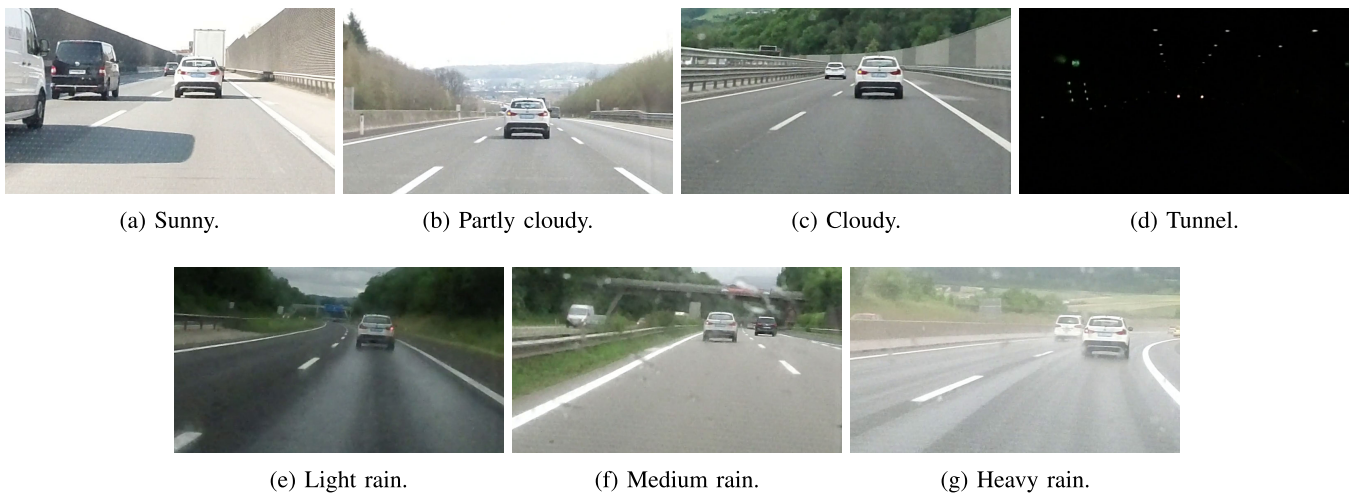 (a) Sunny.
(b) Partly cloudy.
(c) Cloudy.
(d) Tunnel.
(e) Light rain.
(f) Medium rain.
(g) Heavy rain.